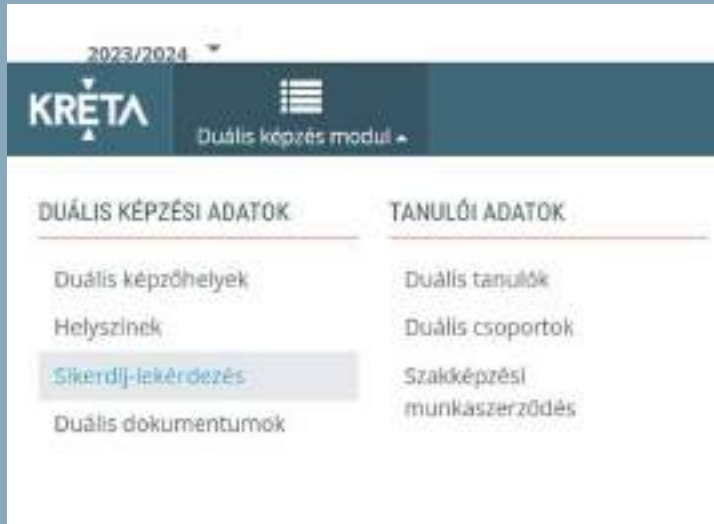 2023/2024
KRÉTA
Duális képzés modul
DUÁLIS KÉPZÉSI ADATOK
Duális képzőhelyek
Helyszínek
Sikerdíj-lekérdezés
Duális dokumentumok
TANULÓI ADATOK
Duális tanulók
Duális csoportok
Szakképzési
munkaszerződés